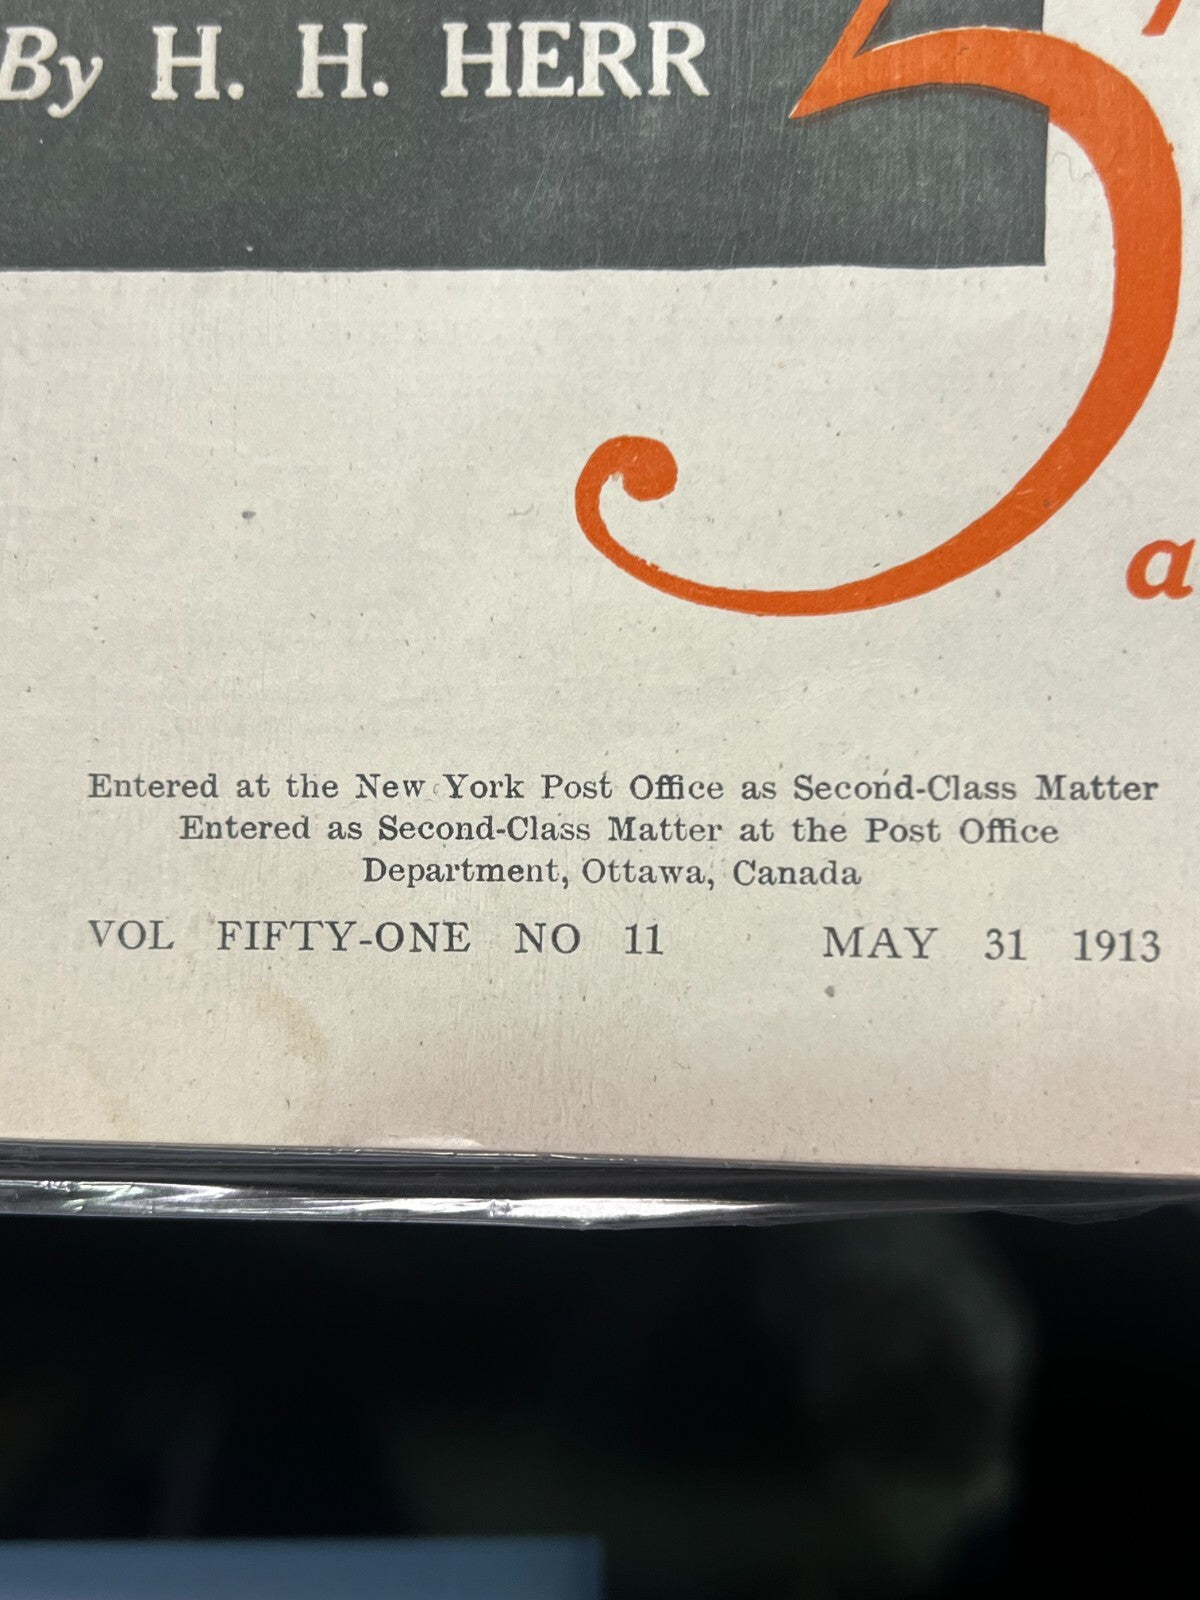 By H. H. HERR
5
a
Entered at the New York Post Office as Second-Class Matter
Entered as Second-Class Matter at the Post Office
Department, Ottawa, Canada
VOL FIFTY-ONE NO 11 MAY 31 1913